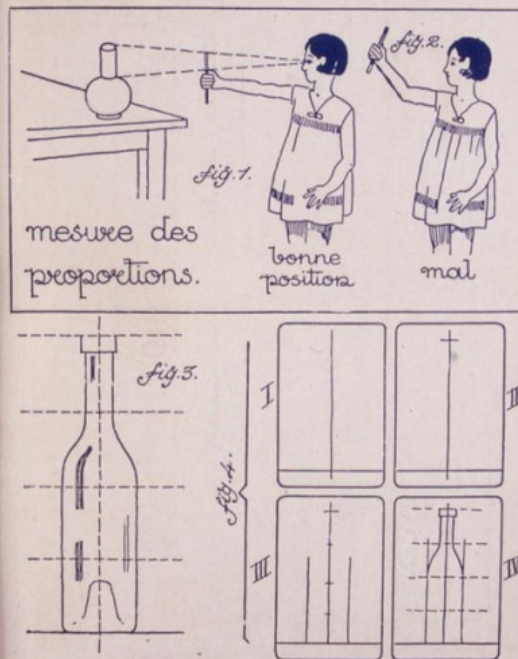 fig. 2.
fig. 1.
mesure des
proportions.
bonne
position
mal
fig. 3.
fig. 4.
I
II
III
IV